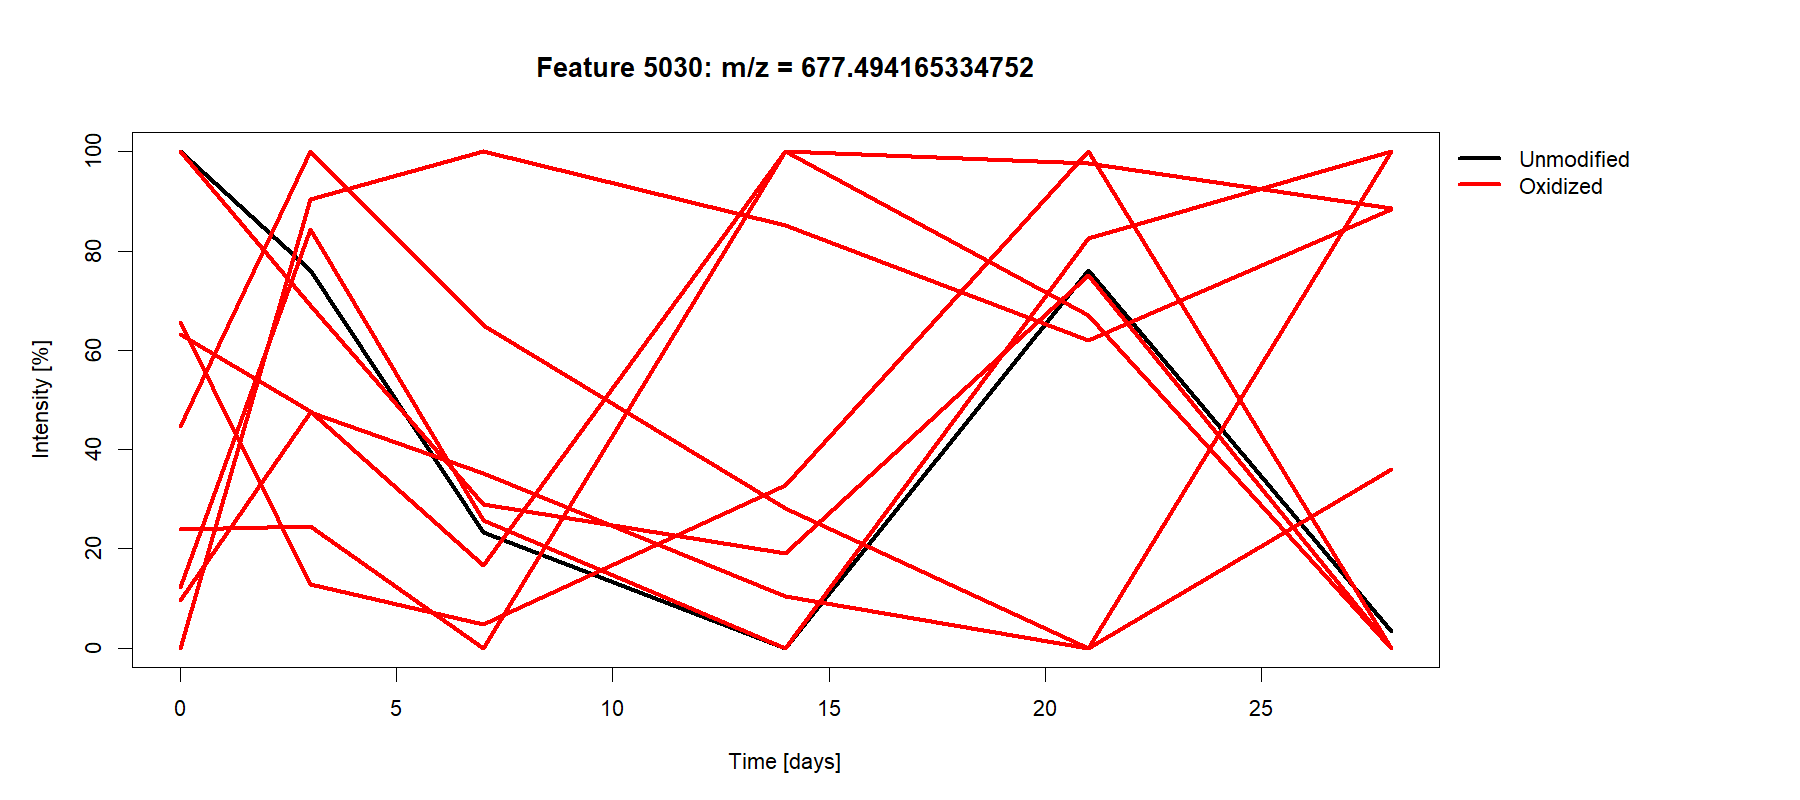 Feature 5030: m/z = 677.494165334752
Unmodified
Oxidized
100
80
60
40
20
0
Intensity [%]
0 5 10 15 20 25
Time [days]